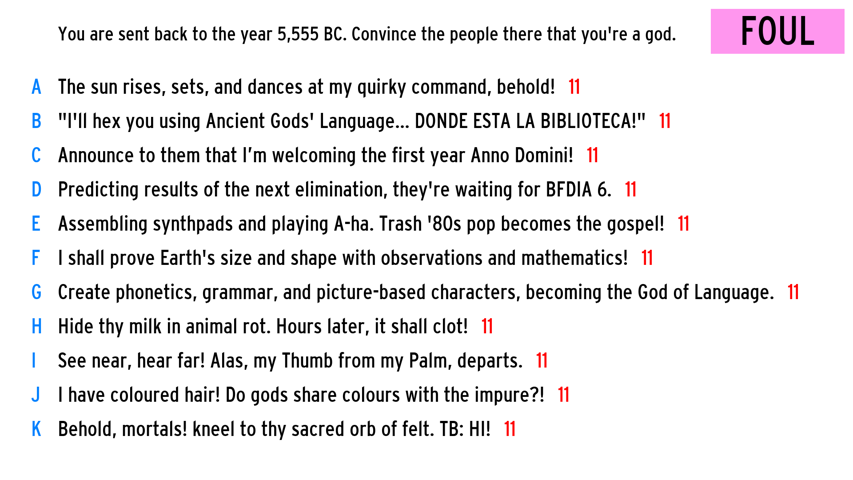 You are sent back to the year 5,555 BC. Convince the people there that you're a god.
FOUL
A The sun rises, sets, and dances at my quirky command, behold! 11
B "I'll hex you using Ancient Gods' Language... DONDE ESTA LA BIBLIOTECA!" 11
C Announce to them that I’m welcoming the first year Anno Domini! 11
D Predicting results of the next elimination, they're waiting for BFDIA 6. 11
E Assembling synthpads and playing A-ha. Trash '80s pop becomes the gospel! 11
F I shall prove Earth's size and shape with observations and mathematics! 11
G Create phonetics, grammar, and picture-based characters, becoming the God of Language. 11
H Hide thy milk in animal rot. Hours later, it shall clot! 11
I See near, hear far! Alas, my Thumb from my Palm, departs. 11
J I have coloured hair! Do gods share colours with the impure?! 11
K Behold, mortals! kneel to thy sacred orb of felt. TB: HI! 11